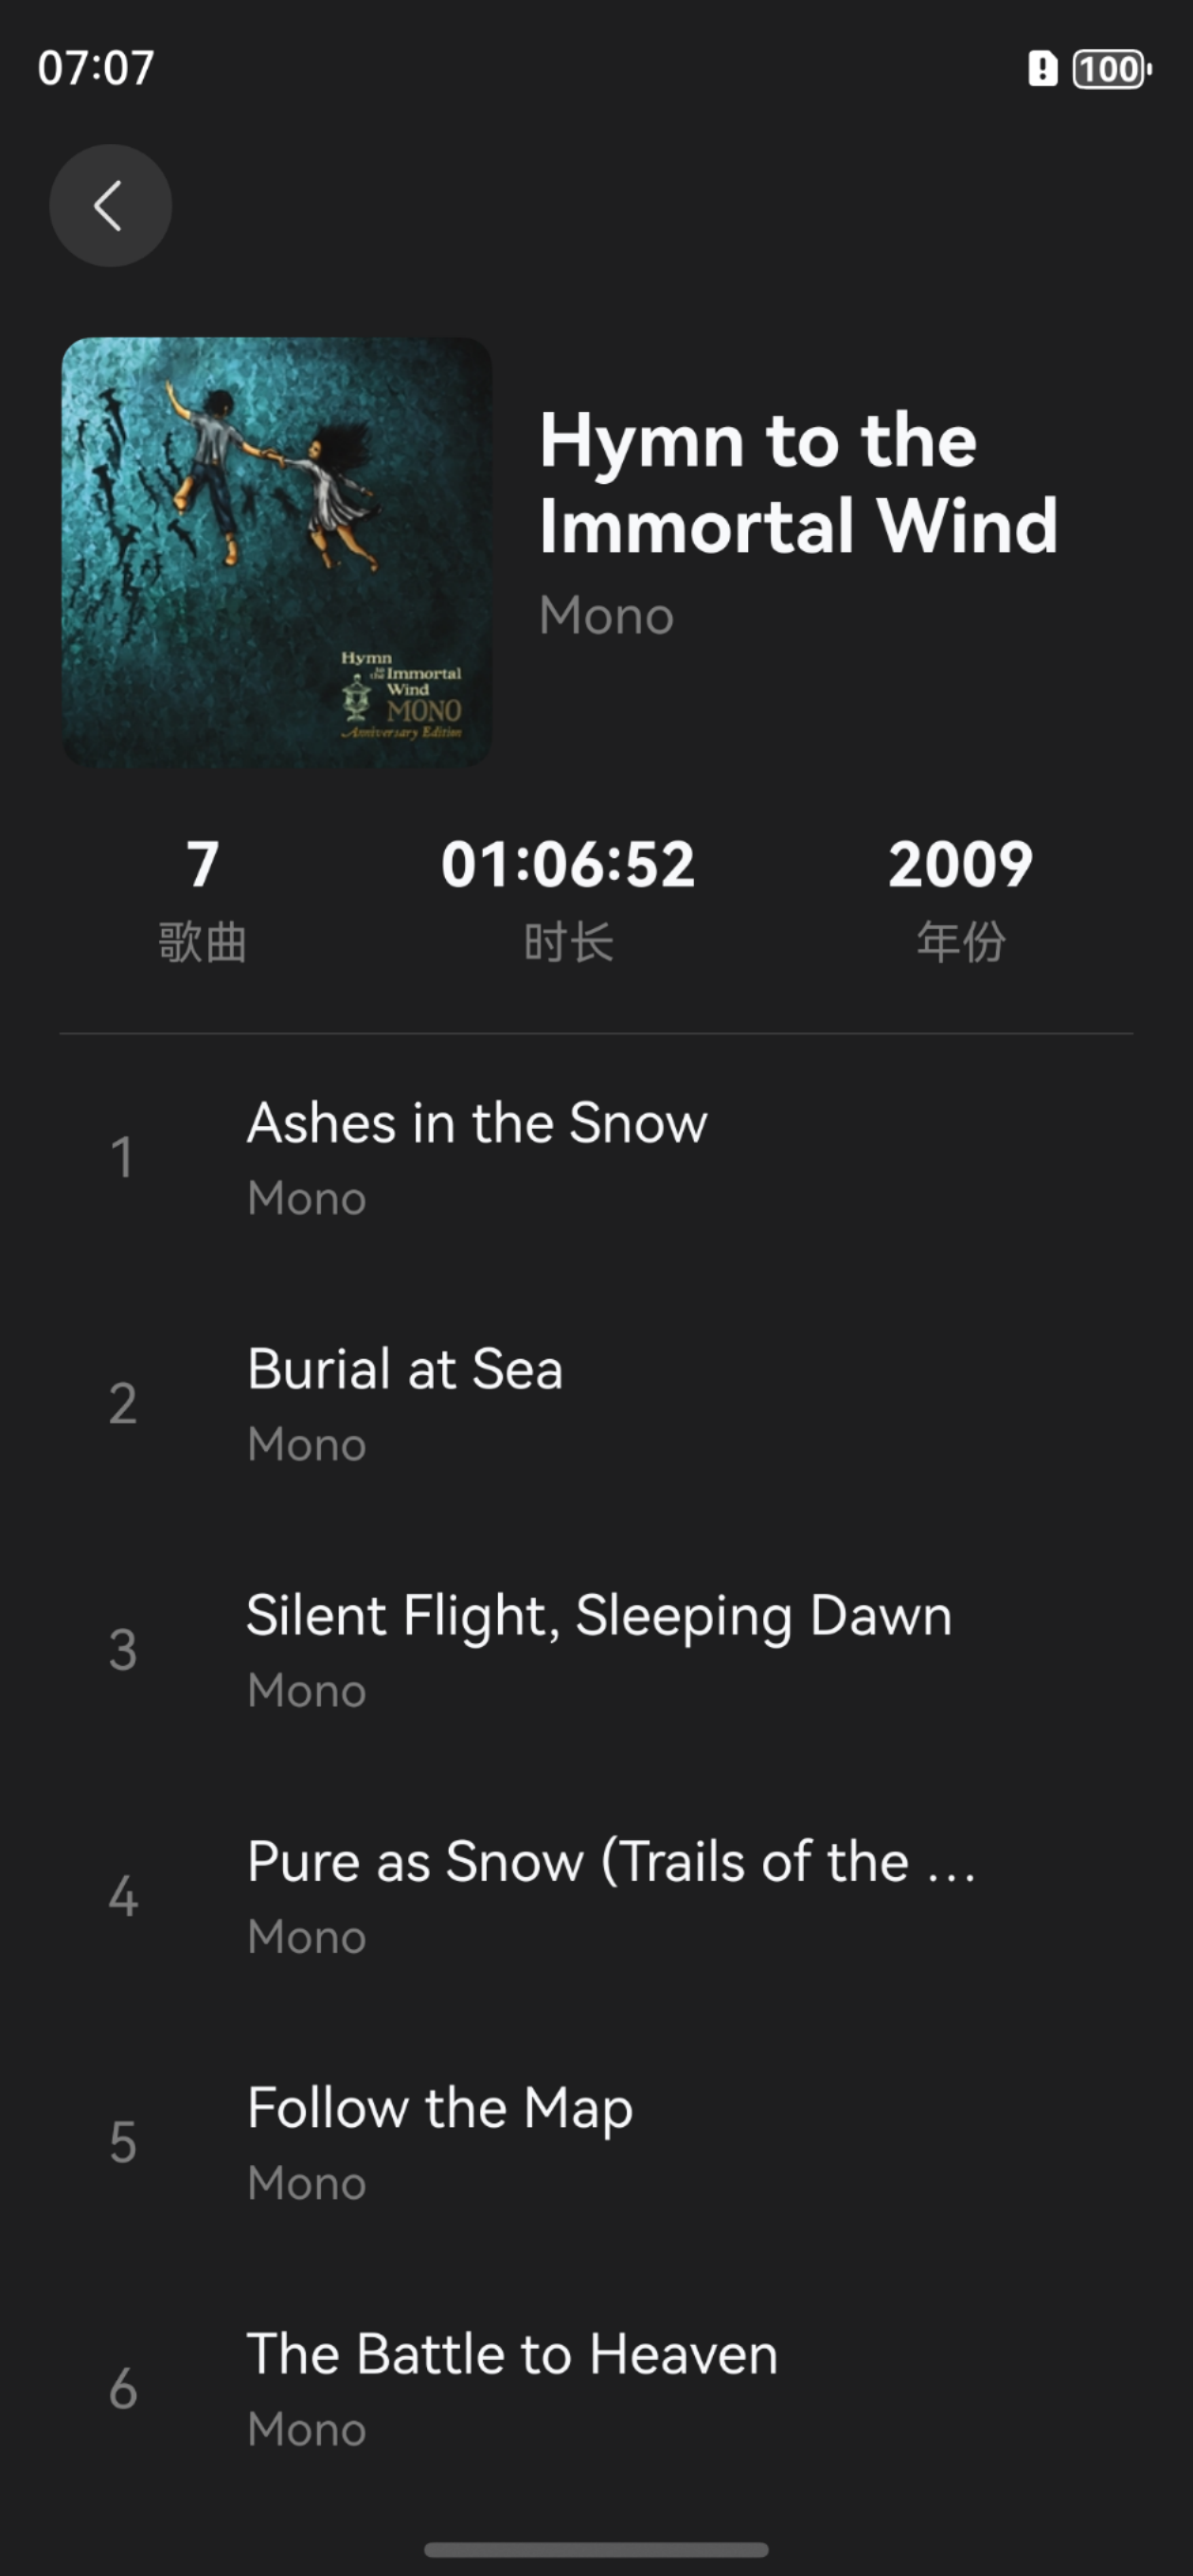 07:07
100
Hymn to the
Immortal Wind
Mono
Hymn
to the Immortal
Wind
MONO
Anniversary Edition
7
01:06:52
2009
歌曲
时长
年份
1
Ashes in the Snow
Mono
2
Burial at Sea
Mono
3
Silent Flight, Sleeping Dawn
Mono
4
Pure as Snow (Trails of the ...
Mono
5
Follow the Map
Mono
6
The Battle to Heaven
Mono